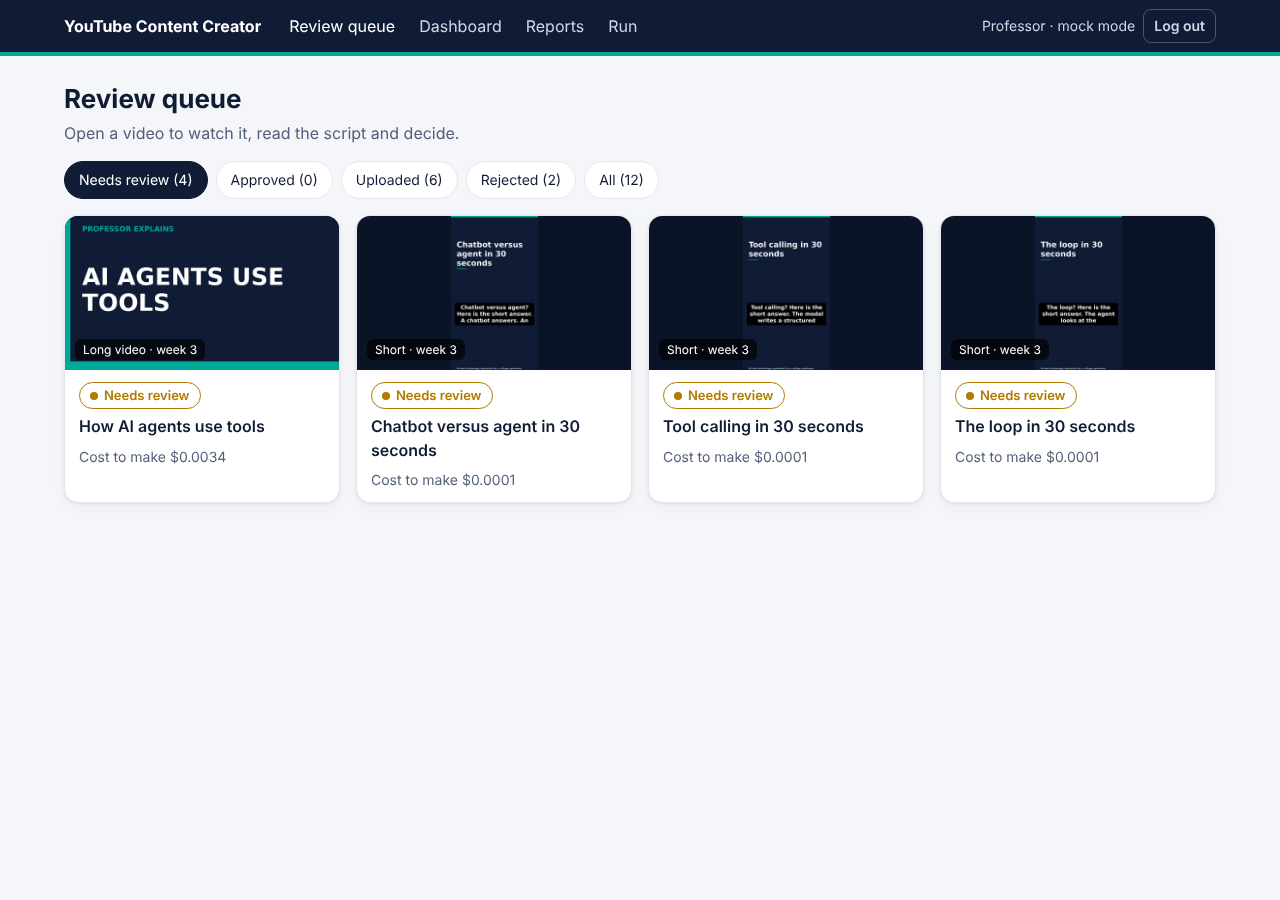 YouTube Content Creator
Review queue
Dashboard
Reports
Run
Professor · mock mode
Log out
Review queue
Open a video to watch it, read the script and decide.
Needs review (4)
Approved (0)
Uploaded (6)
Rejected (2)
All (12)
PROFESSOR EXPLAINS
AI AGENTS USE
TOOLS
Long video · week 3
Needs review
How AI agents use tools
Cost to make $0.0034
Chatbot versus
agent in 30
seconds
Chatbot versus agent?
Here is the short answer.
A chatbot answers. An
Short · week 3
Needs review
Chatbot versus agent in 30
seconds
Cost to make $0.0001
Tool calling in 30
seconds
Tool calling? Here is the
short answer. The model
writes a structured
Short · week 3
Needs review
Tool calling in 30 seconds
Cost to make $0.0001
The loop in 30
seconds
The loop? Here is the
short answer. The agent
looks at the
Short · week 3
Needs review
The loop in 30 seconds
Cost to make $0.0001